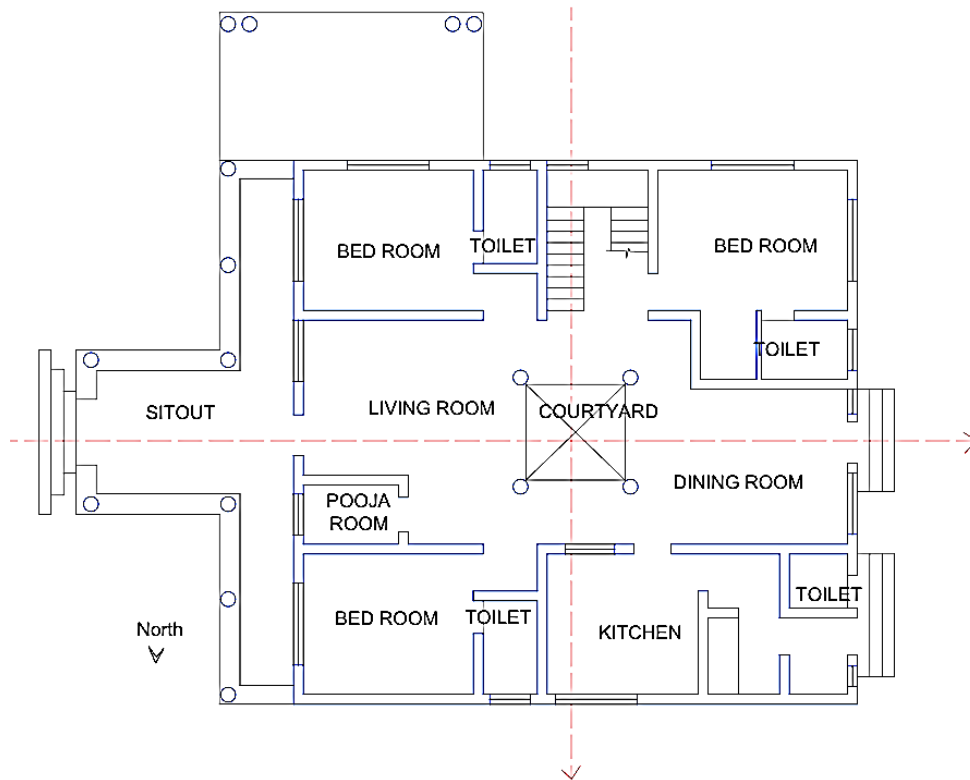 BED ROOM
TOILET
BED ROOM
TOILET
SITOUT
LIVING ROOM
COURTYARD
DINING ROOM
POOJA
ROOM
BED ROOM
TOILET
KITCHEN
TOILET
North